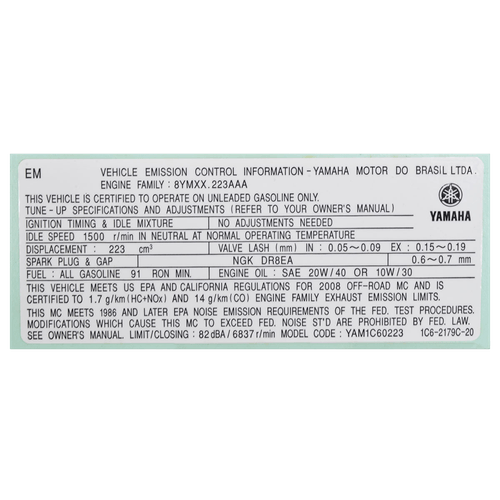 EM VEHICLE EMISSION CONTROL INFORMATION-YAMAHA MOTOR DO BRASIL LTDA.
ENGINE FAMILY : 8YMXX.223AAA
THIS VEHICLE IS CERTIFIED TO OPERATE ON UNLEADED GASOLINE ONLY.
TUNE-UP SPECIFICATIONS AND ADJUSTMENTS (REFER TO YOUR OWNER'S MANUAL)
YAMAHA
IGNITION TIMING & IDLE MIXTURE NO ADJUSTMENTS NEEDED
IDLE SPEED 1500 r/min IN NEUTRAL AT NORMAL OPERATING TEMPERATURE
DISPLACEMENT : 223 cm³ VALVE LASH (mm) IN : 0.05～0.09 EX : 0.15～0.19
SPARK PLUG & GAP NGK DR8EA 0.6～0.7 mm
FUEL : ALL GASOLINE 91 RON MIN. ENGINE OIL : SAE 20W/40 OR 10W/30
THIS VEHICLE MEETS US EPA AND CALIFORNIA REGULATIONS FOR 2008 OFF-ROAD MC AND IS
CERTIFIED TO 1.7 g/km(HC+NOx) AND 14 g/km(CO) ENGINE FAMILY EXHAUST EMISSION LIMITS.
THIS MC MEETS 1986 AND LATER EPA NOISE EMISSION REQUIREMENTS OF THE FED. TEST PROCEDURES.
MODIFICATIONS WHICH CAUSE THIS MC TO EXCEED FED. NOISE ST'D ARE PROHIBITED BY FED. LAW.
SEE OWNER'S MANUAL. LIMIT/CLOSING : 82dBA/6837r/min MODEL CODE : YAM1C60223
1C6-2179C-20